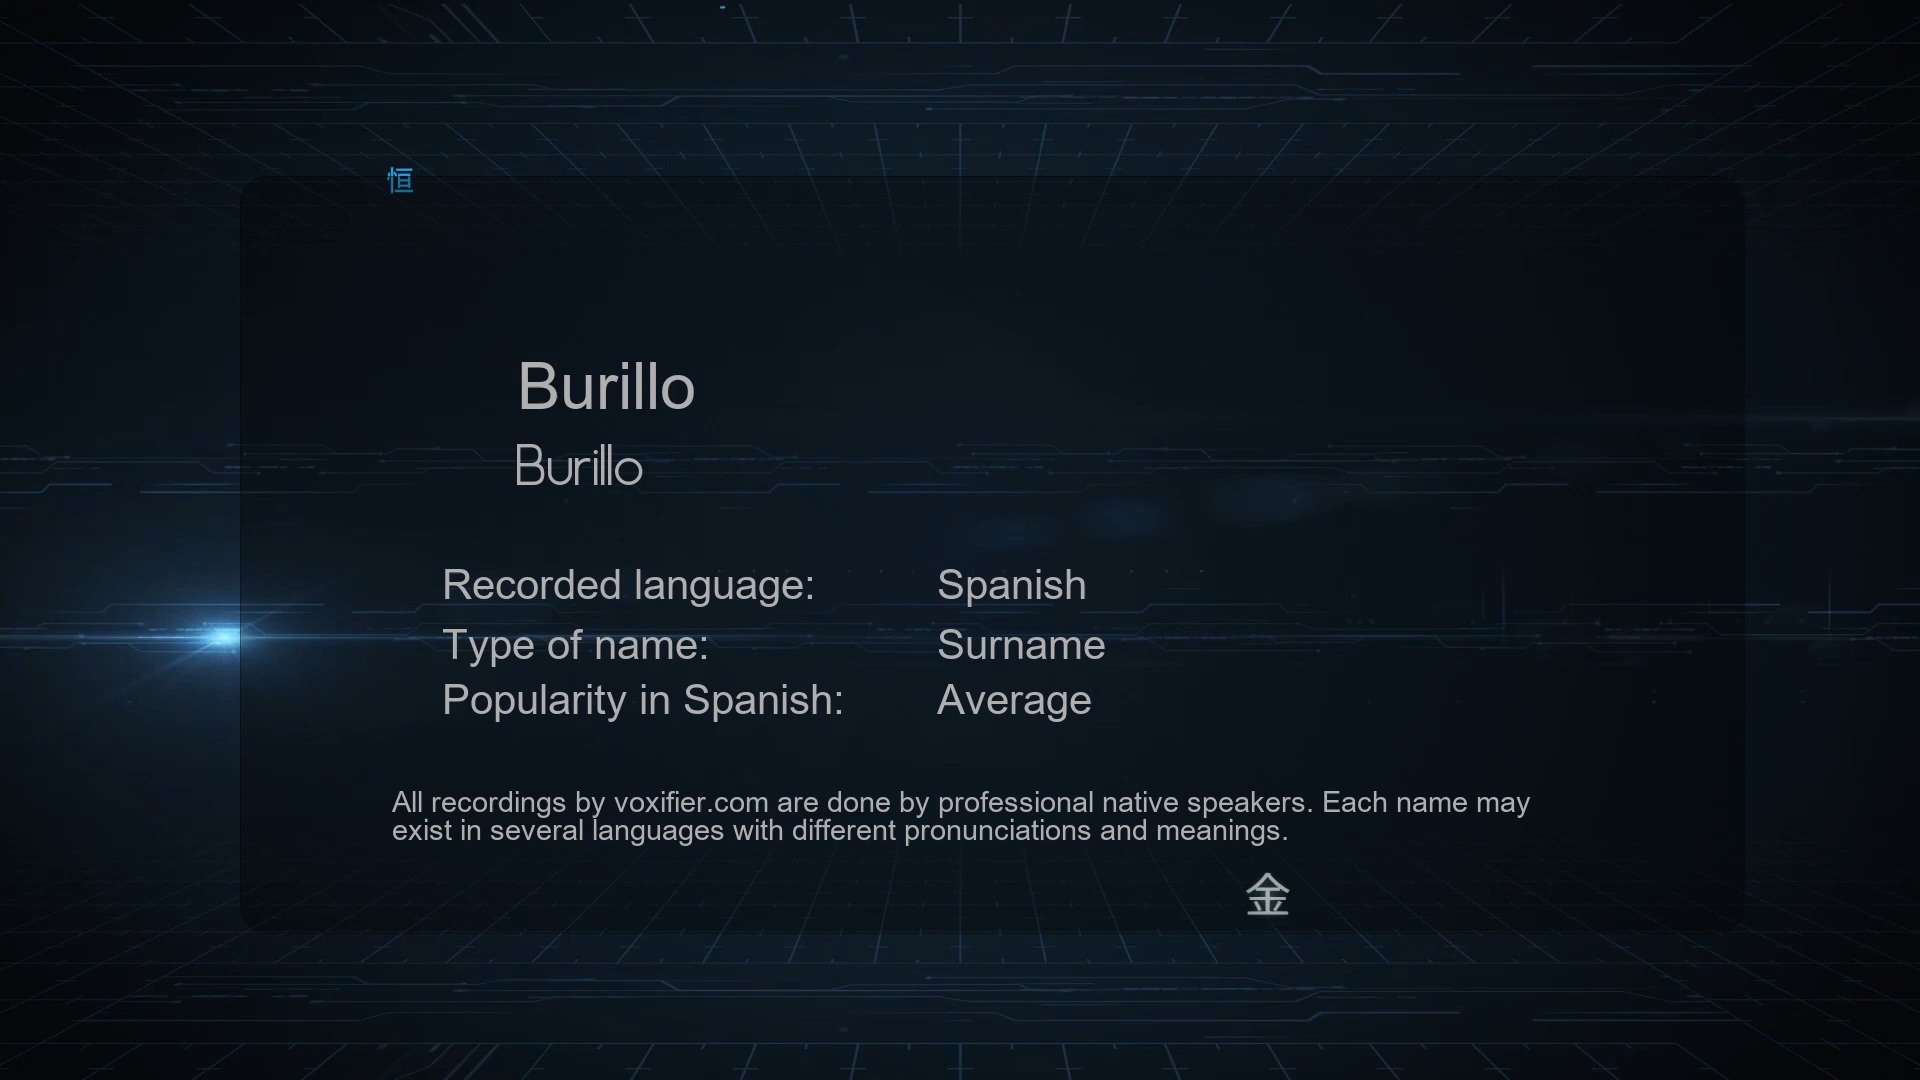 恒
Burillo
Burillo
Recorded language: Spanish
Type of name: Surname
Popularity in Spanish: Average
All recordings by voxifier.com are done by professional native speakers. Each name may
exist in several languages with different pronunciations and meanings.
金